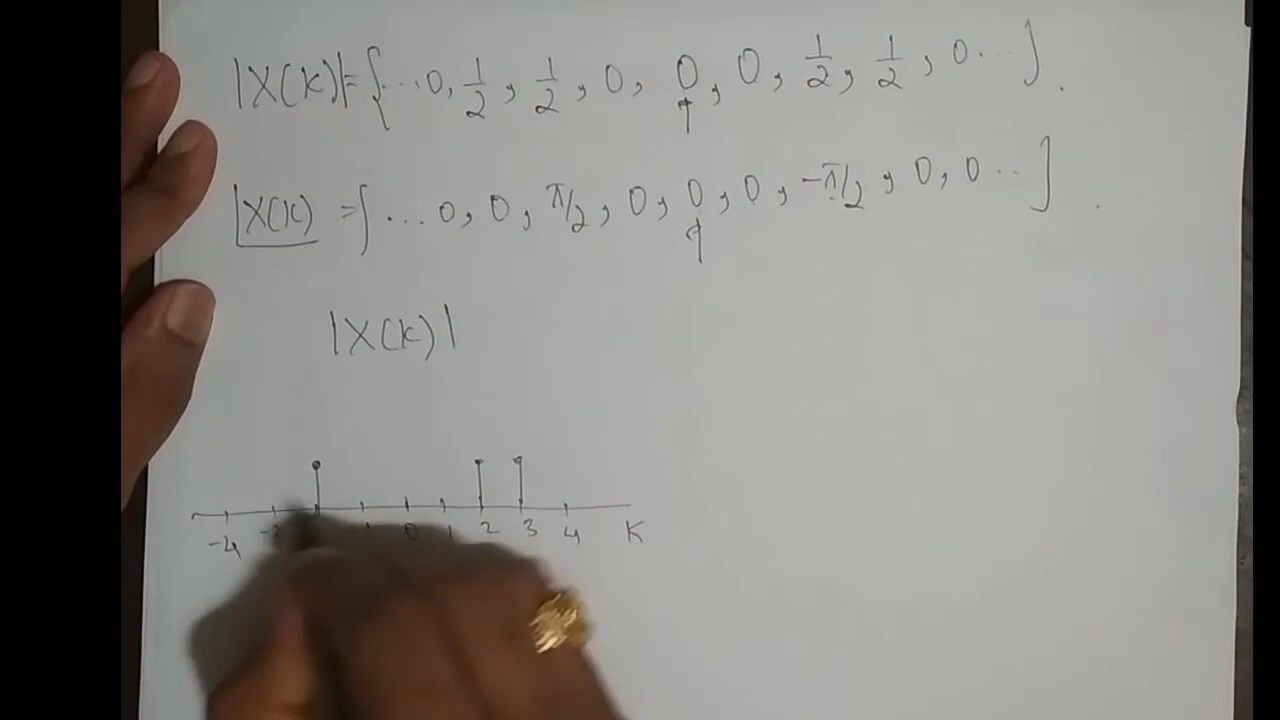 |X(K)|={...0, 1/2, 1/2, 0, 0, 0, 1/2, 1/2, 0...}.
∠X(K) ={...0, 0, π/2, 0, 0, 0, -π/2, 0, 0...}.
|X(K)|
-4 0 1 2 3 4 K